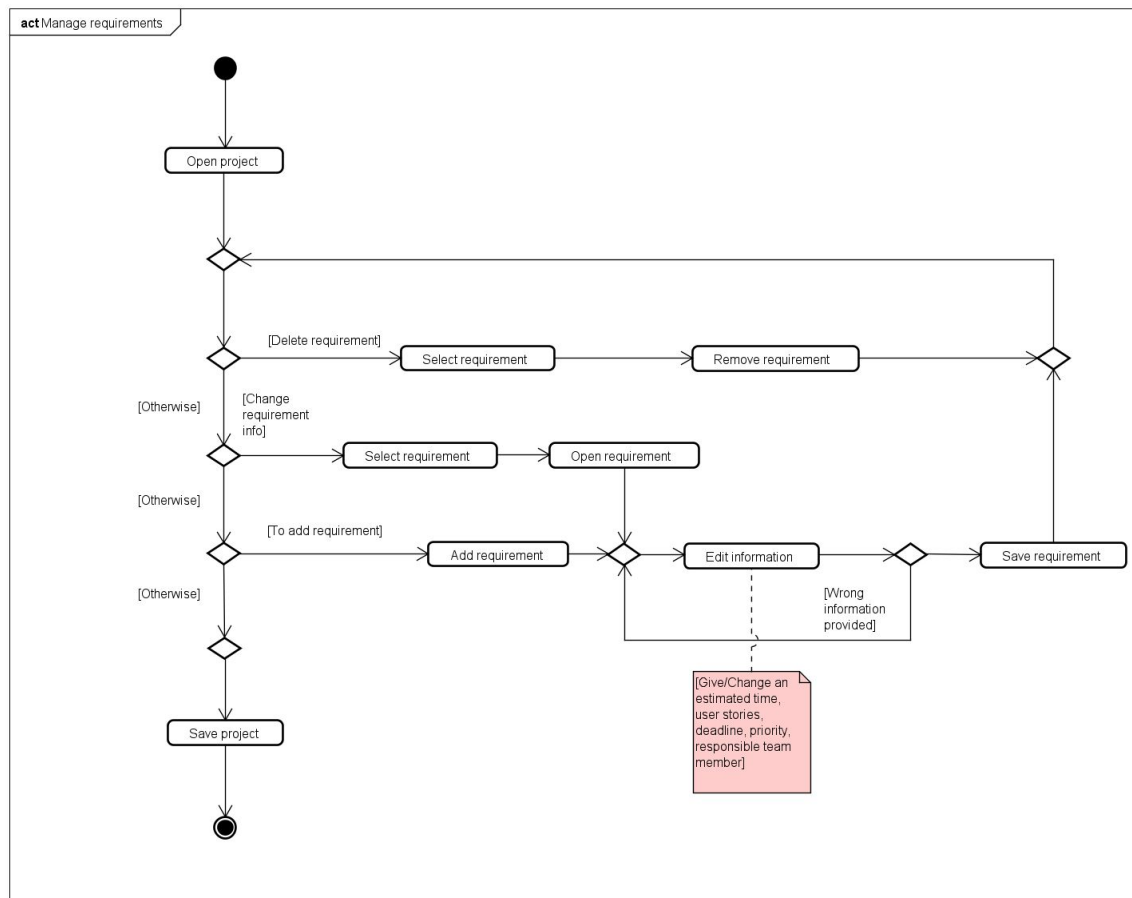 act Manage requirements
Open project
[Delete requirement]
Select requirement
Remove requirement
[Otherwise]
[Change
requirement
info]
Select requirement
Open requirement
[Otherwise]
[To add requirement]
Add requirement
Edit information
Save requirement
[Otherwise]
[Wrong
information
provided]
[Give/Change an
estimated time,
user stories,
deadline, priority,
responsible team
member]
Save project